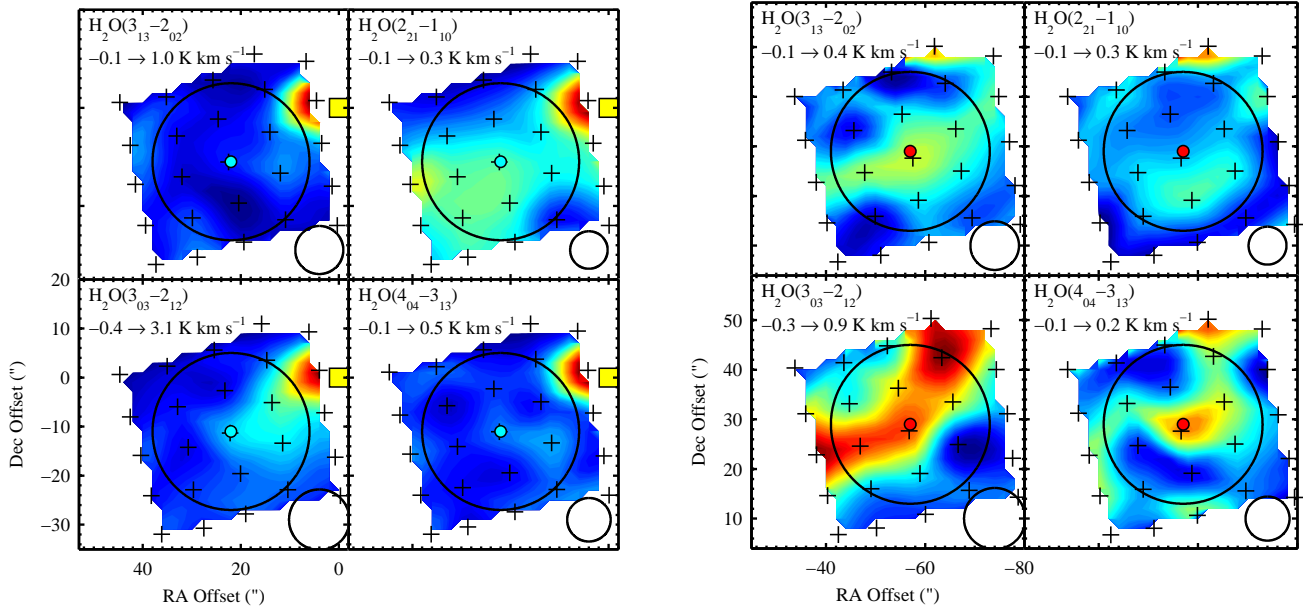 H₂O(3₁₃−2₀₂)
−0.1 → 1.0 K km s⁻¹
H₂O(2₂₁−1₁₀)
−0.1 → 0.3 K km s⁻¹
H₂O(3₀₃−2₁₂)
−0.4 → 3.1 K km s⁻¹
H₂O(4₀₄−3₁₃)
−0.1 → 0.5 K km s⁻¹
20
10
0
−10
−20
−30
Dec Offset (")
40
20
0
RA Offset (")
H₂O(3₁₃−2₀₂)
−0.1 → 0.4 K km s⁻¹
H₂O(2₂₁−1₁₀)
−0.1 → 0.3 K km s⁻¹
H₂O(3₀₃−2₁₂)
−0.3 → 0.9 K km s⁻¹
H₂O(4₀₄−3₁₃)
−0.1 → 0.2 K km s⁻¹
50
40
30
20
10
Dec Offset (")
−40
−60
−80
RA Offset (")